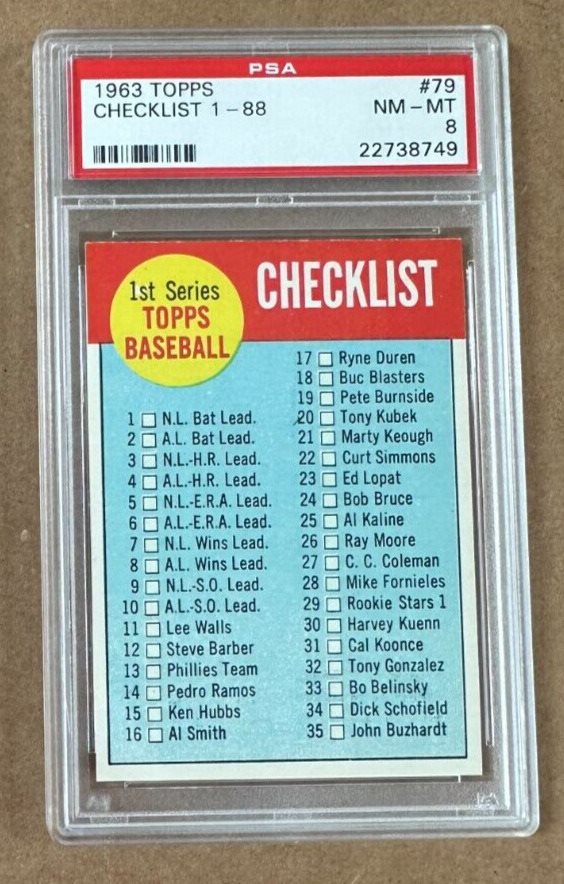 PSA
1963 TOPPS #79
CHECKLIST 1-88 NM-MT
8
22738749
1st Series
TOPPS
BASEBALL
CHECKLIST
1 N.L. Bat Lead.
2 A.L. Bat Lead.
3 N.L.-H.R. Lead.
4 A.L.-H.R. Lead.
5 N.L.-E.R.A. Lead.
6 A.L.-E.R.A. Lead.
7 N.L. Wins Lead.
8 A.L. Wins Lead.
9 N.L.-S.O. Lead.
10 A.L.-S.O. Lead.
11 Lee Walls
12 Steve Barber
13 Phillies Team
14 Pedro Ramos
15 Ken Hubbs
16 Al Smith
17 Ryne Duren
18 Buc Blasters
19 Pete Burnside
20 Tony Kubek
21 Marty Keough
22 Curt Simmons
23 Ed Lopat
24 Bob Bruce
25 Al Kaline
26 Ray Moore
27 C. C. Coleman
28 Mike Fornieles
29 Rookie Stars 1
30 Harvey Kuenn
31 Cal Koonce
32 Tony Gonzalez
33 Bo Belinsky
34 Dick Schofield
35 John Buzhardt